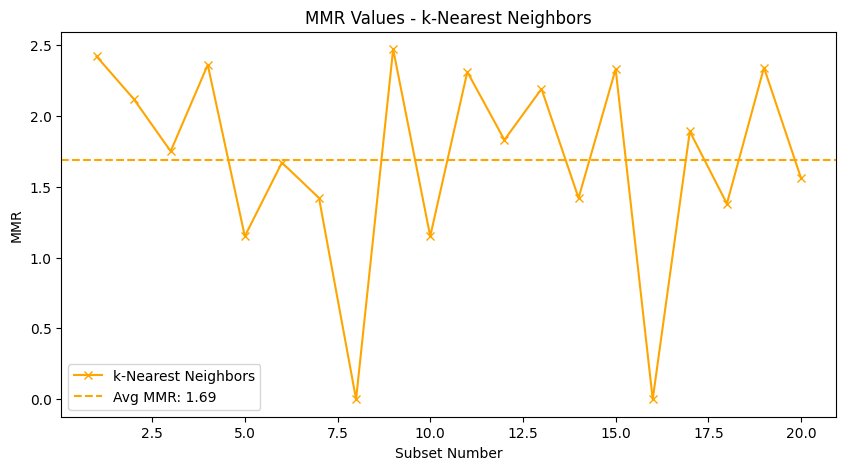 MMR Values - k-Nearest Neighbors
MMR
2.5
2.0
1.5
1.0
0.5
0.0
k-Nearest Neighbors
Avg MMR: 1.69
2.5 5.0 7.5 10.0 12.5 15.0 17.5 20.0
Subset Number